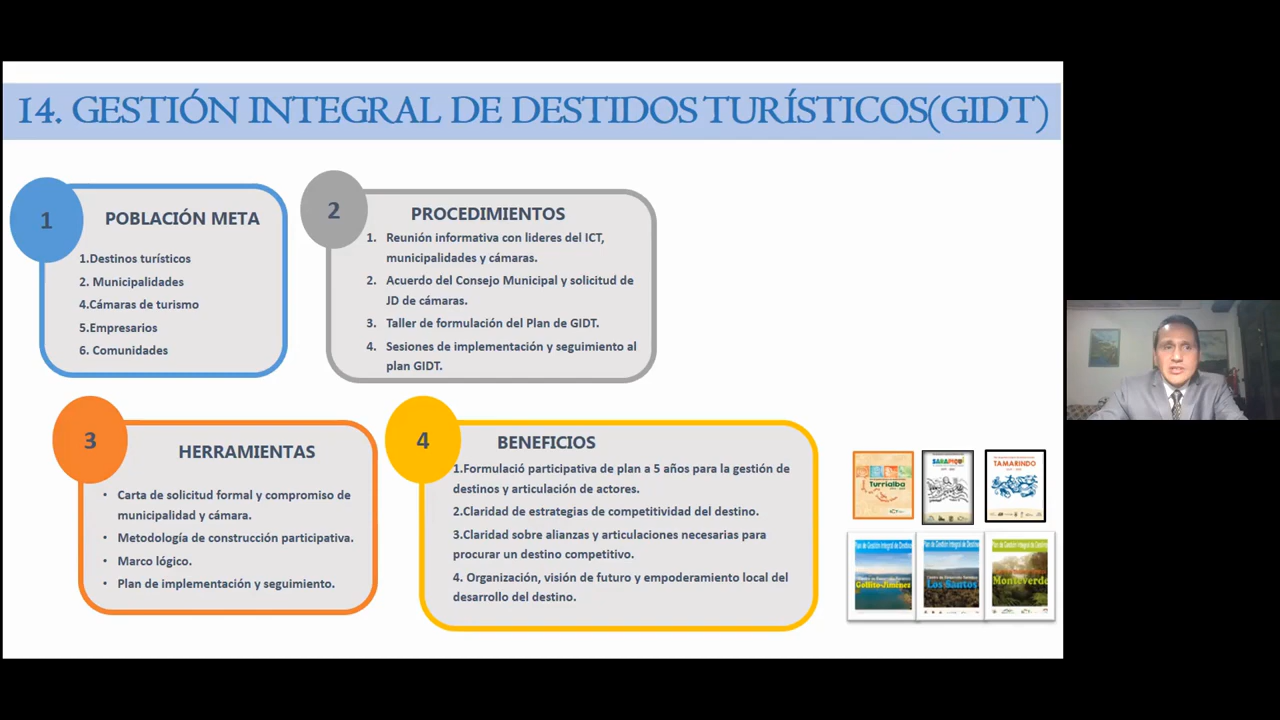 14. GESTIÓN INTEGRAL DE DESTIDOS TURÍSTICOS(GIDT)
1
POBLACIÓN META
1.Destinos turísticos
2. Municipalidades
4.Cámaras de turismo
5.Empresarios
6. Comunidades
2
PROCEDIMIENTOS
1. Reunión informativa con lideres del ICT,
municipalidades y cámaras.
2. Acuerdo del Consejo Municipal y solicitud de
JD de cámaras.
3. Taller de formulación del Plan de GIDT.
4. Sesiones de implementación y seguimiento al
plan GIDT.
3
HERRAMIENTAS
• Carta de solicitud formal y compromiso de
municipalidad y cámara.
• Metodología de construcción participativa.
• Marco lógico.
• Plan de implementación y seguimiento.
4
BENEFICIOS
1.Formulació participativa de plan a 5 años para la gestión de
destinos y articulación de actores.
2.Claridad de estrategias de competitividad del destino.
3.Claridad sobre alianzas y articulaciones necesarias para
procurar un destino competitivo.
4. Organización, visión de futuro y empoderamiento local del
desarrollo del destino.
Turrialba
SARAPIQUÍ
TAMARINDO
Plan de Gestión Integral de Destino
Golfito-Jiménez
Plan de Gestión Integral de Destino
Los Santos
Plan de Gestión Integral de Destino
Monteverde